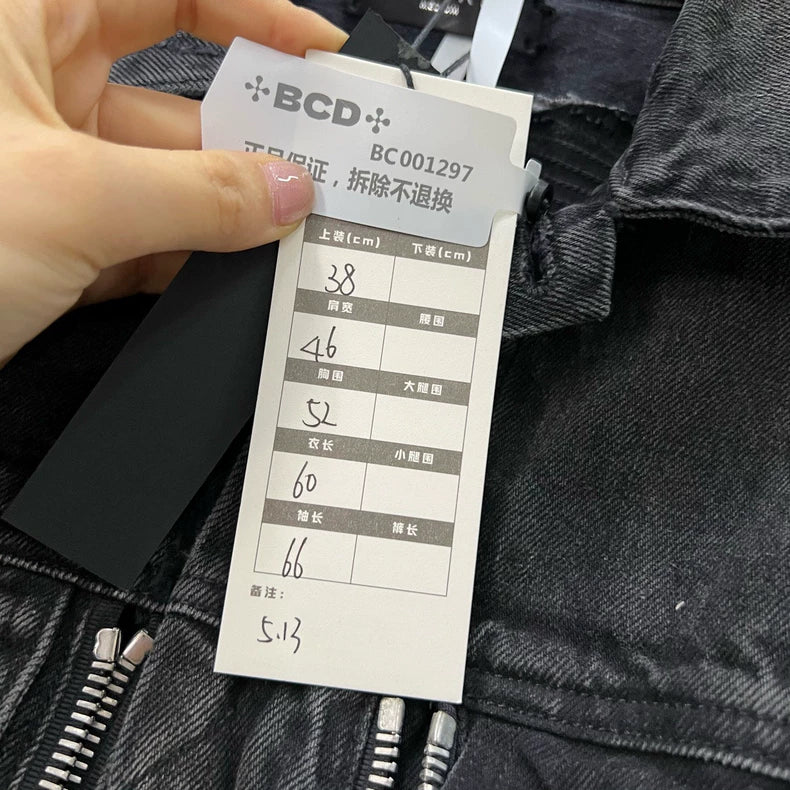 BCD
BC001297
正品保证，拆除不退换
上装(cm) 下装(cm)
38
肩宽 腰围
46
胸围 大腿围
52
衣长 小腿围
60
袖长 裤长
66
备注：
5.13